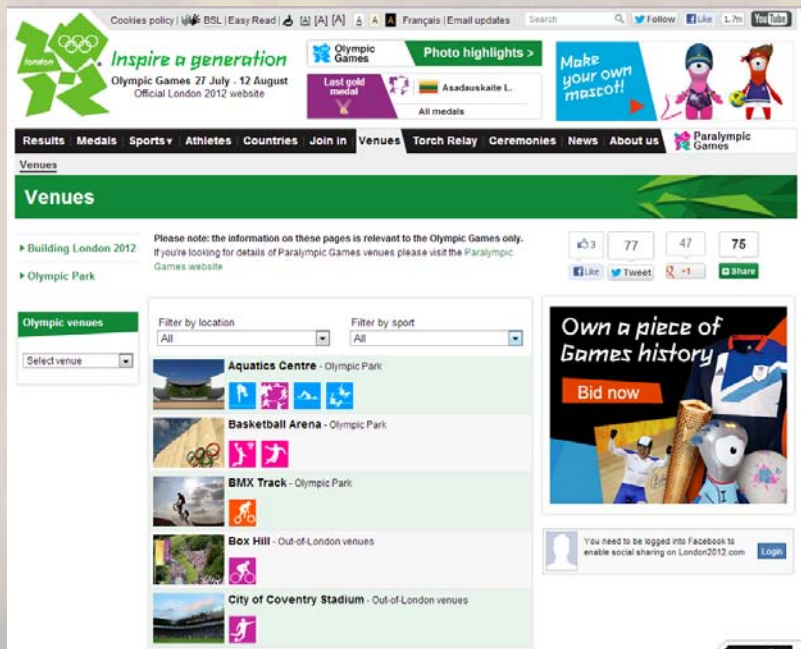 Cookies policy | BSL | Easy Read | [A] [A] [A] A A A Français | Email updates Search Follow Like 1.7m YouTube
london
Inspire a generation
Olympic Games 27 July - 12 August
Official London 2012 website
Olympic Games
Photo highlights >
Last gold medal
Asadauskaite L.
All medals
Make your own mascot!
Results Medals Sports Athletes Countries Join in Venues Torch Relay Ceremonies News About us Paralympic Games
Venues
Venues
Building London 2012
Olympic Park
Please note: the information on these pages is relevant to the Olympic Games only.
If you're looking for details of Paralympic Games venues please visit the Paralympic
Games website
3 77 47 75
Like Tweet +1 Share
Olympic venues
Select venue
Filter by location Filter by sport
All All
Aquatics Centre - Olympic Park
Basketball Arena - Olympic Park
BMX Track - Olympic Park
Box Hill - Out-of-London venues
City of Coventry Stadium - Out-of-London venues
Own a piece of
Games history
Bid now
You need to be logged into Facebook to
enable social sharing on London2012.com
Login